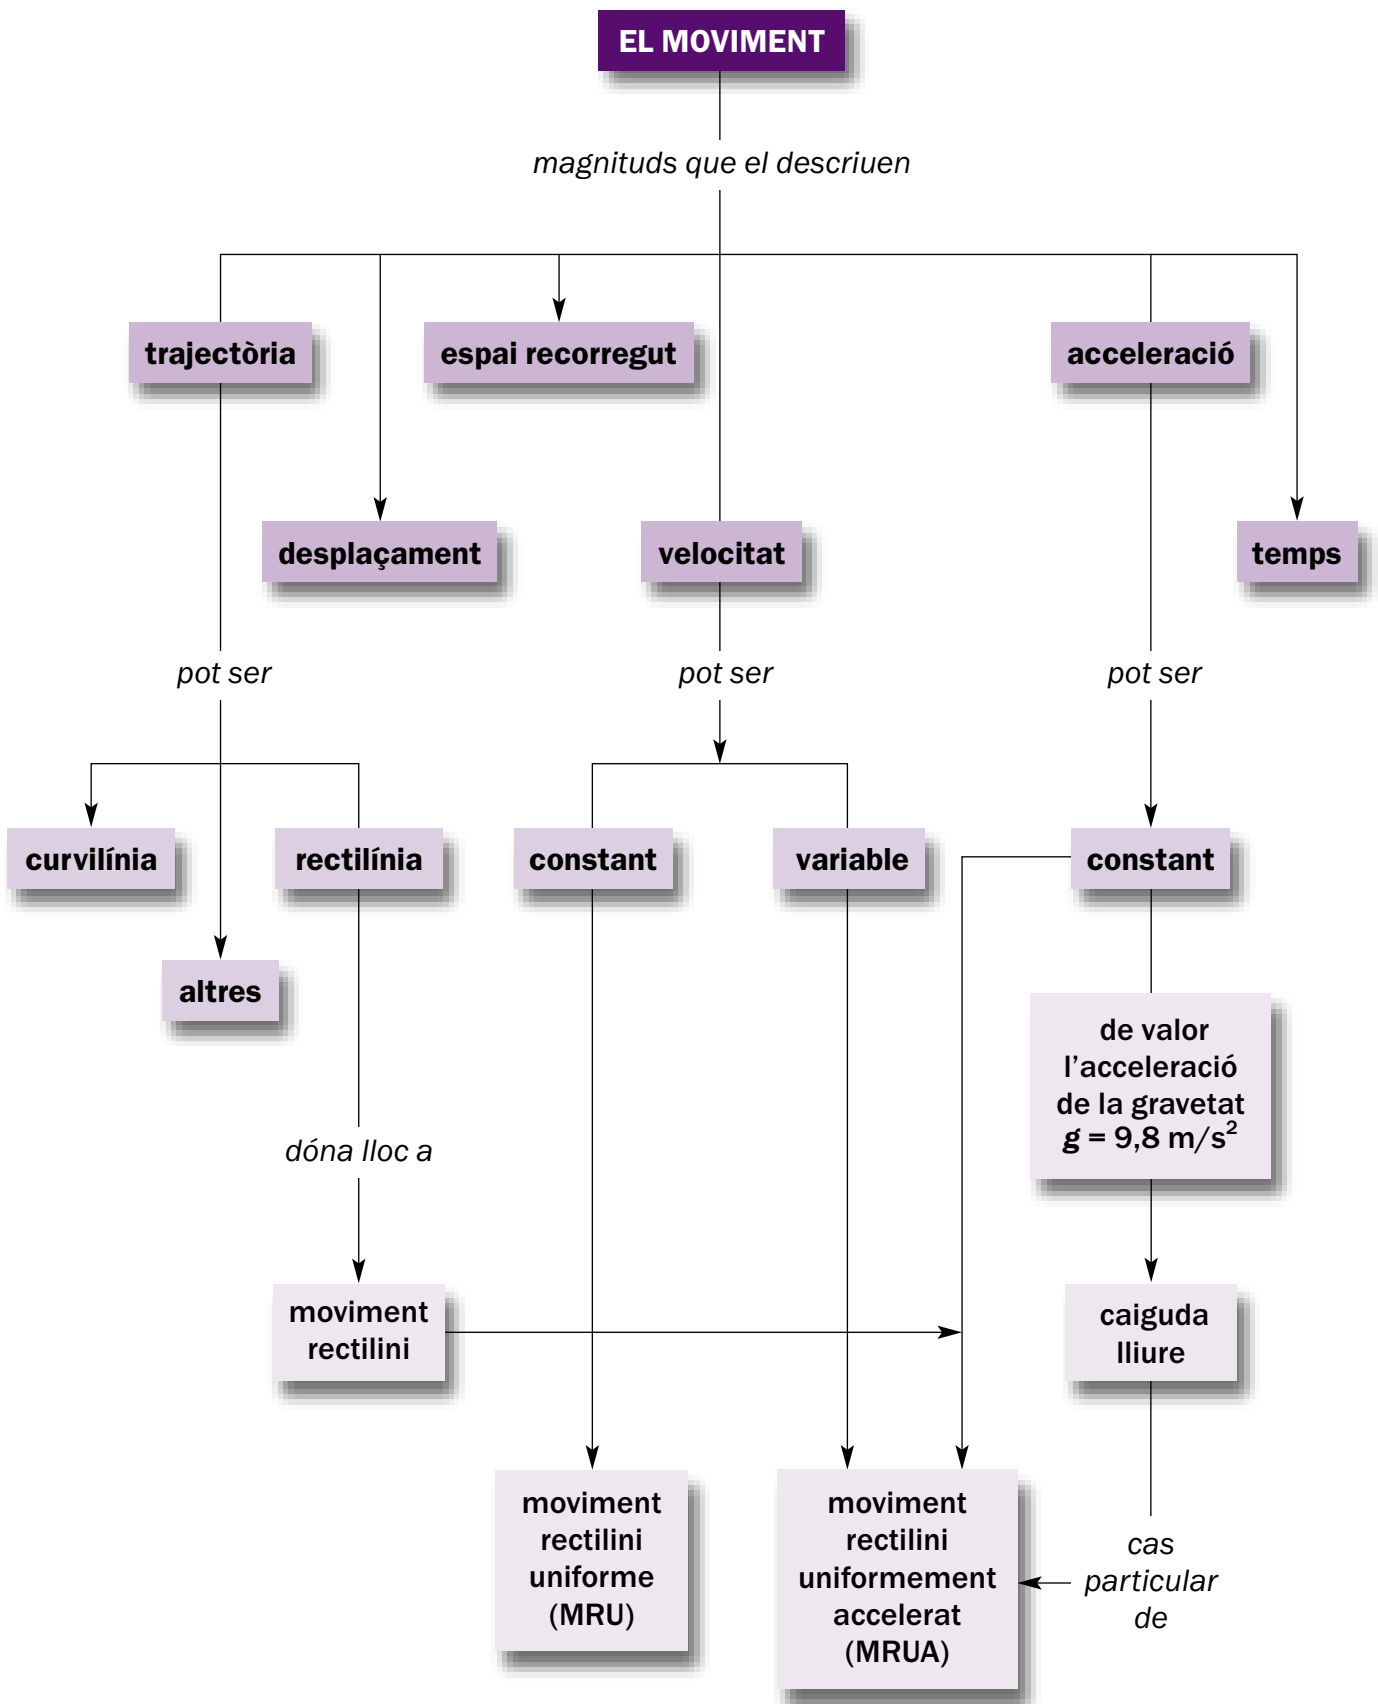 EL MOVIMENT
magnituds que el descriuen
trajectòria
espai recorregut
acceleració
desplaçament
velocitat
temps
pot ser
pot ser
pot ser
curvilínia
rectilínia
constant
variable
constant
altres
de valor
l’acceleració
de la gravetat
g = 9,8 m/s²
dóna lloc a
moviment
rectilini
caiguda
lliure
moviment
rectilini
uniforme
(MRU)
moviment
rectilini
uniformement
accelerat
(MRUA)
cas
particular
de